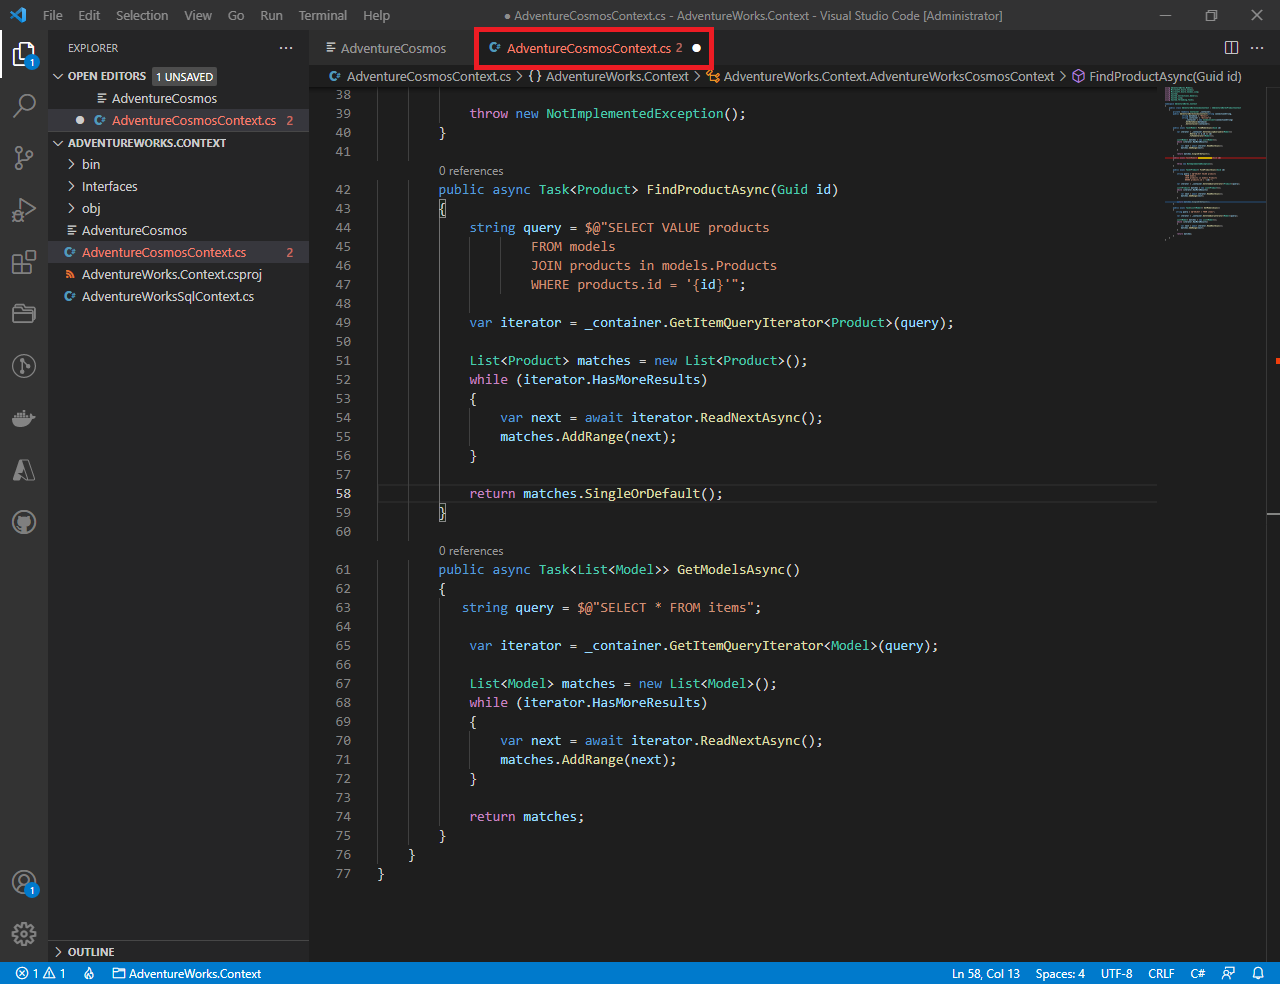 File Edit Selection View Go Run Terminal Help ● AdventureCosmosContext.cs - AdventureWorks.Context - Visual Studio Code [Administrator]
EXPLORER
AdventureCosmos
AdventureCosmosContext.cs 2
OPEN EDITORS 1 UNSAVED
AdventureCosmosContext.cs > {} AdventureWorks.Context > AdventureWorks.Context.AdventureWorksCosmosContext > FindProductAsync(Guid id)
AdventureCosmos
AdventureCosmosContext.cs 2
ADVENTUREWORKS.CONTEXT
bin
Interfaces
obj
AdventureCosmos
AdventureCosmosContext.cs 2
AdventureWorks.Context.csproj
AdventureWorksSqlContext.cs
OUTLINE
38
39 throw new NotImplementedException();
40 }
41
0 references
42 public async Task<Product> FindProductAsync(Guid id)
43 {
44 string query = $@"SELECT VALUE products
45 FROM models
46 JOIN products in models.Products
47 WHERE products.id = '{id}'";
48
49 var iterator = _container.GetItemQueryIterator<Product>(query);
50
51 List<Product> matches = new List<Product>();
52 while (iterator.HasMoreResults)
53 {
54 var next = await iterator.ReadNextAsync();
55 matches.AddRange(next);
56 }
57
58 return matches.SingleOrDefault();
59 }
60
0 references
61 public async Task<List<Model>> GetModelsAsync()
62 {
63 string query = $@"SELECT * FROM items";
64
65 var iterator = _container.GetItemQueryIterator<Model>(query);
66
67 List<Model> matches = new List<Model>();
68 while (iterator.HasMoreResults)
69 {
70 var next = await iterator.ReadNextAsync();
71 matches.AddRange(next);
72 }
73
74 return matches;
75 }
76 }
77 }
1
1
1 1 AdventureWorks.Context Ln 58, Col 13 Spaces: 4 UTF-8 CRLF C#